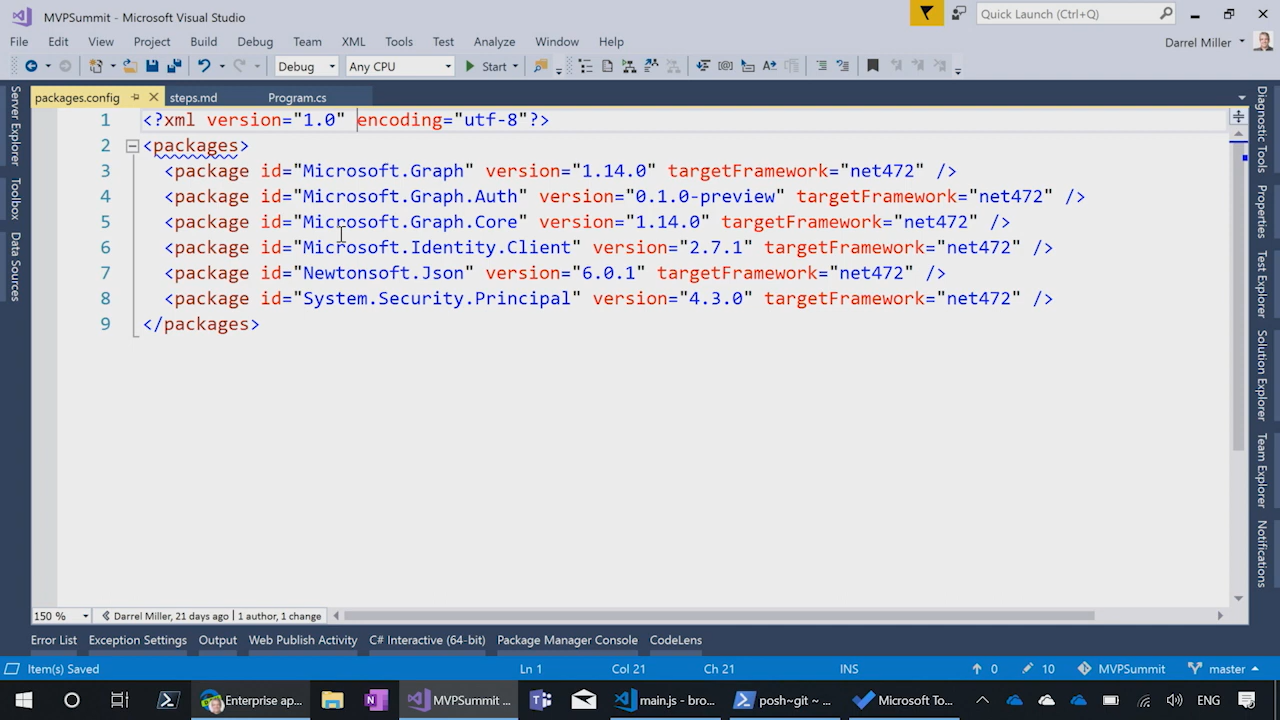 MVPSummit - Microsoft Visual Studio
Quick Launch (Ctrl+Q)
File Edit View Project Build Debug Team XML Tools Test Analyze Window Help
Darrel Miller
Debug Any CPU Start
packages.config steps.md Program.cs
1 <?xml version="1.0" encoding="utf-8"?>
2 <packages>
3 <package id="Microsoft.Graph" version="1.14.0" targetFramework="net472" />
4 <package id="Microsoft.Graph.Auth" version="0.1.0-preview" targetFramework="net472" />
5 <package id="Microsoft.Graph.Core" version="1.14.0" targetFramework="net472" />
6 <package id="Microsoft.Identity.Client" version="2.7.1" targetFramework="net472" />
7 <package id="Newtonsoft.Json" version="6.0.1" targetFramework="net472" />
8 <package id="System.Security.Principal" version="4.3.0" targetFramework="net472" />
9 </packages>
Server Explorer
Toolbox
Data Sources
Diagnostic Tools
Properties
Test Explorer
Solution Explorer
Team Explorer
Notifications
150 % Darrel Miller, 21 days ago | 1 author, 1 change
Error List Exception Settings Output Web Publish Activity C# Interactive (64-bit) Package Manager Console CodeLens
Item(s) Saved Ln 1 Col 21 Ch 21 INS 0 10 MVPSummit master
Enterprise ap... MVPSummit ... main.js - bro... posh~git ~ ... Microsoft To... ENG